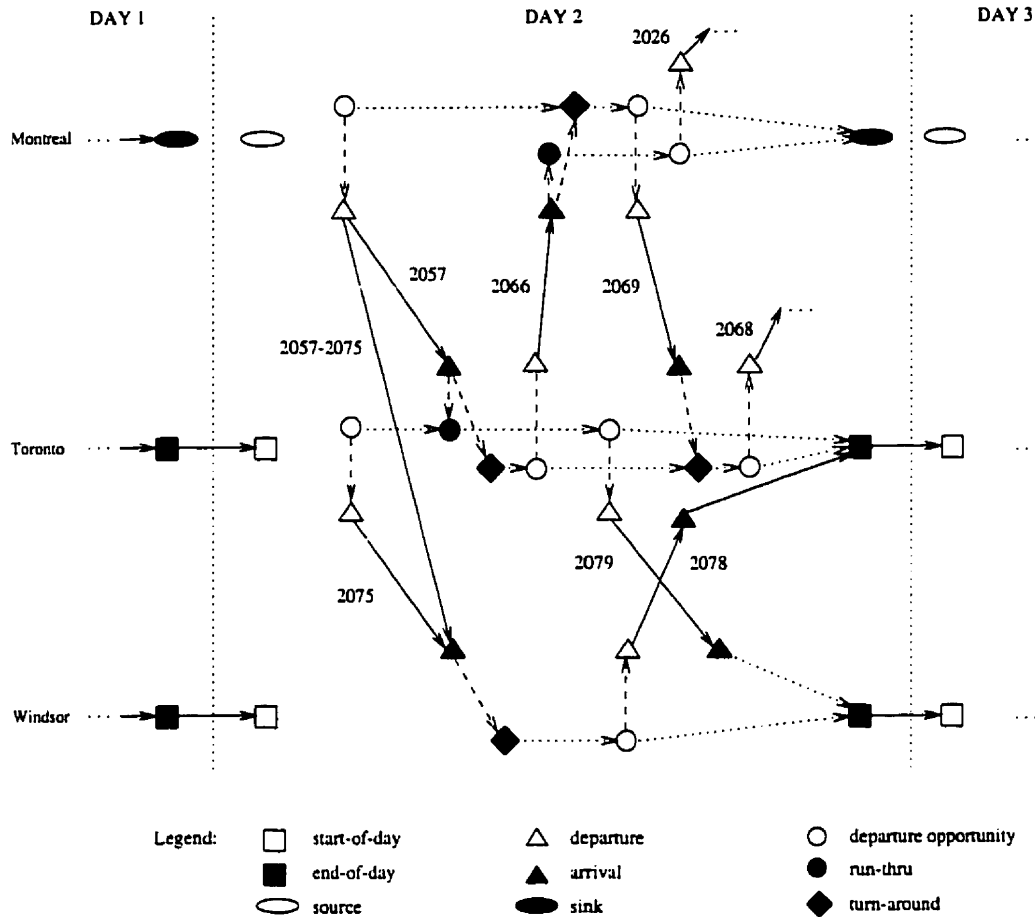 DAY 1
DAY 2
DAY 3
2026
Montreal
2057
2066
2069
2068
2057-2075
Toronto
2079
2078
2075
Windsor
Legend:
start-of-day
departure
departure opportunity
end-of-day
arrival
run-thru
source
sink
turn-around